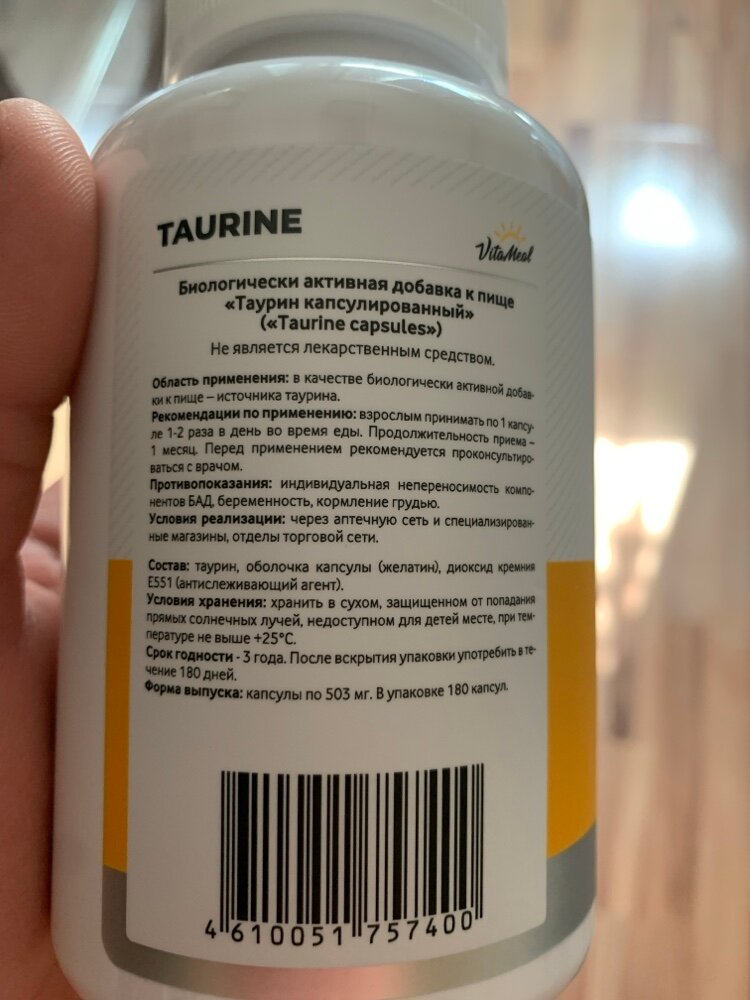 TAURINE
VitaMeal
Биологически активная добавка к пище
«Таурин капсулированный»
(«Taurine capsules»)
Не является лекарственным средством.
Область применения: в качестве биологически активной добав-
ки к пище – источника таурина.
Рекомендации по применению: взрослым принимать по 1 капсу-
ле 1-2 раза в день во время еды. Продолжительность приема –
1 месяц. Перед применением рекомендуется проконсультиро-
ваться с врачом.
Противопоказания: индивидуальная непереносимость компо-
нентов БАД, беременность, кормление грудью.
Условия реализации: через аптечную сеть и специализирован-
ные магазины, отделы торговой сети.
Состав: таурин, оболочка капсулы (желатин), диоксид кремния
Е551 (антислеживающий агент).
Условия хранения: хранить в сухом, защищенном от попадания
прямых солнечных лучей, недоступном для детей месте, при тем-
пературе не выше +25°С.
Срок годности - 3 года. После вскрытия упаковки употребить в те-
чение 180 дней.
Форма выпуска: капсулы по 503 мг. В упаковке 180 капсул.
4 610051 757400